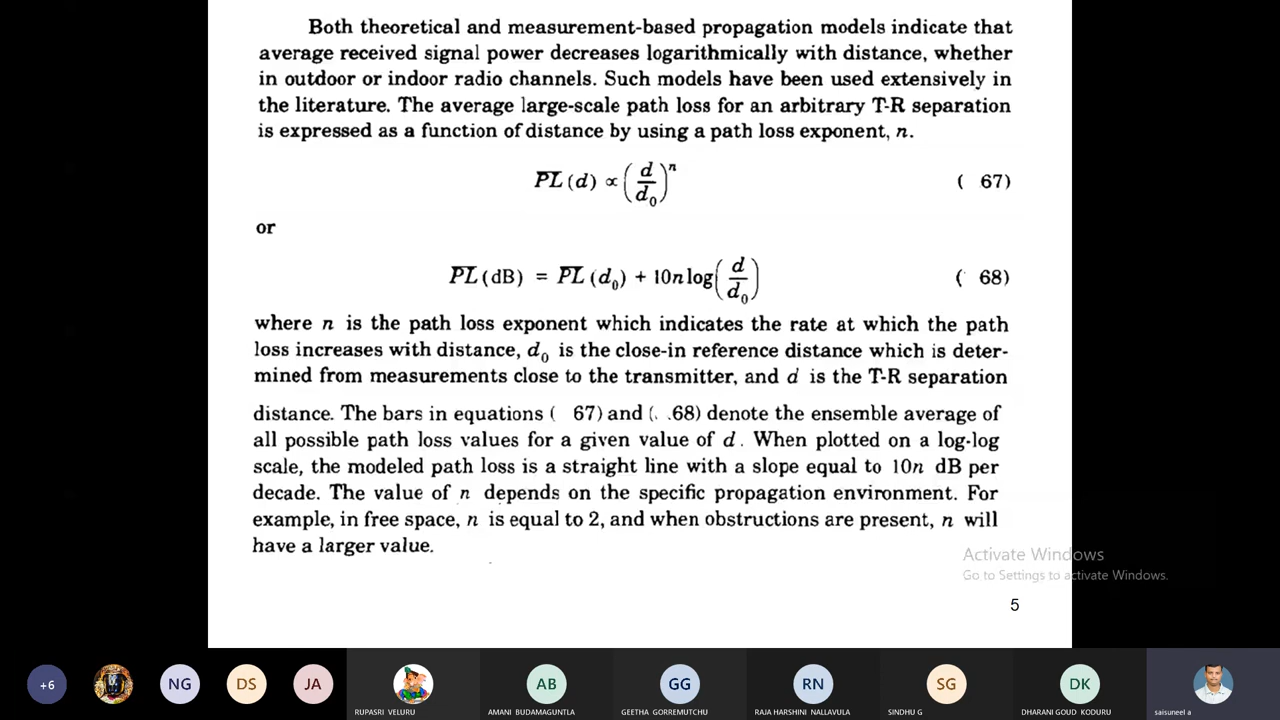 Both theoretical and measurement-based propagation models indicate that
average received signal power decreases logarithmically with distance, whether
in outdoor or indoor radio channels. Such models have been used extensively in
the literature. The average large-scale path loss for an arbitrary T-R separation
is expressed as a function of distance by using a path loss exponent, n.
P̅L̅ (d) ∝ (d/d₀)ⁿ ( 67)
or
P̅L̅ (dB) = P̅L̅ (d₀) + 10n log(d/d₀) ( 68)
where n is the path loss exponent which indicates the rate at which the path
loss increases with distance, d₀ is the close-in reference distance which is deter-
mined from measurements close to the transmitter, and d is the T-R separation
distance. The bars in equations ( 67) and (. .68) denote the ensemble average of
all possible path loss values for a given value of d. When plotted on a log-log
scale, the modeled path loss is a straight line with a slope equal to 10n dB per
decade. The value of n depends on the specific propagation environment. For
example, in free space, n is equal to 2, and when obstructions are present, n will
have a larger value.
Activate Windows
Go to Settings to activate Windows.
5
+6 NG DS JA AB GG RN SG DK
RUPASRI VELURU AMANI BUDAMAGUNTLA GEETHA GORREMUTCHU RAJA HARSHINI NALLAVULA SINDHU G DHARANI GOUD KODURU saisuneel a